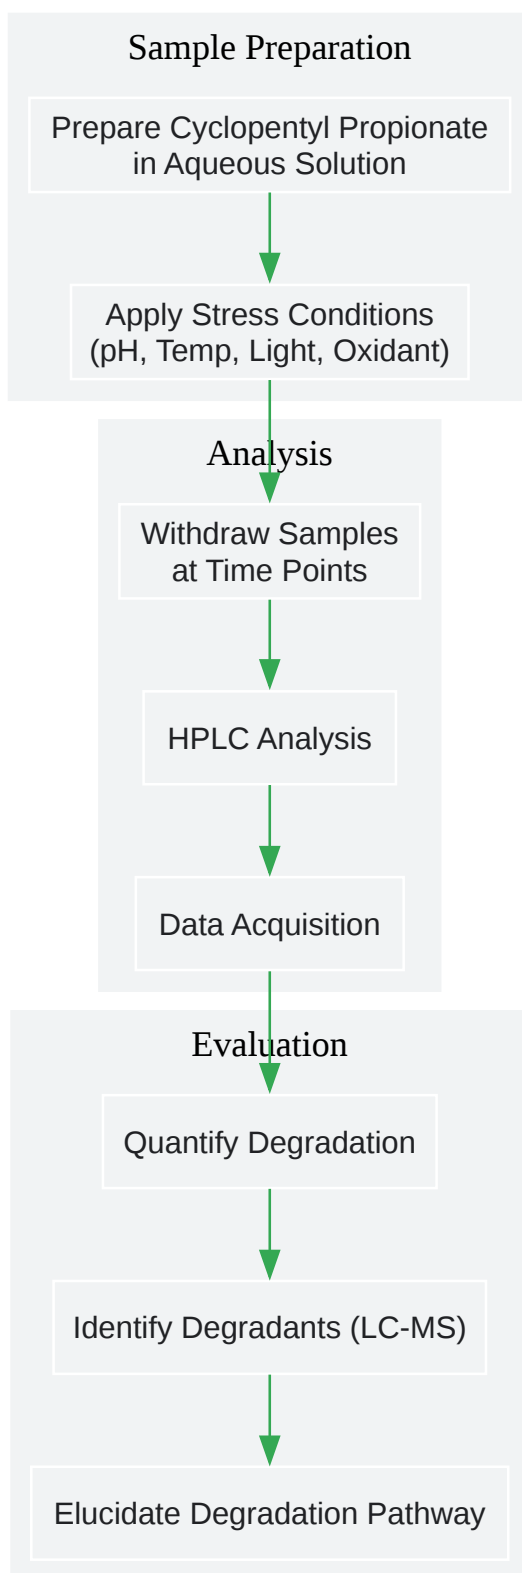 Sample Preparation
Prepare Cyclopentyl Propionate
in Aqueous Solution
Apply Stress Conditions
(pH, Temp, Light, Oxidant)
Analysis
Withdraw Samples
at Time Points
HPLC Analysis
Data Acquisition
Evaluation
Quantify Degradation
Identify Degradants (LC-MS)
Elucidate Degradation Pathway